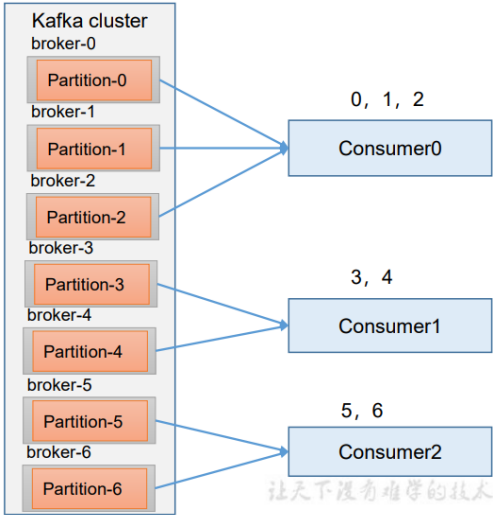 Kafka cluster
broker-0
Partition-0
broker-1
Partition-1
broker-2
Partition-2
broker-3
Partition-3
broker-4
Partition-4
broker-5
Partition-5
broker-6
Partition-6
0，1，2
Consumer0
3，4
Consumer1
5，6
Consumer2
让天下没有难学的技术